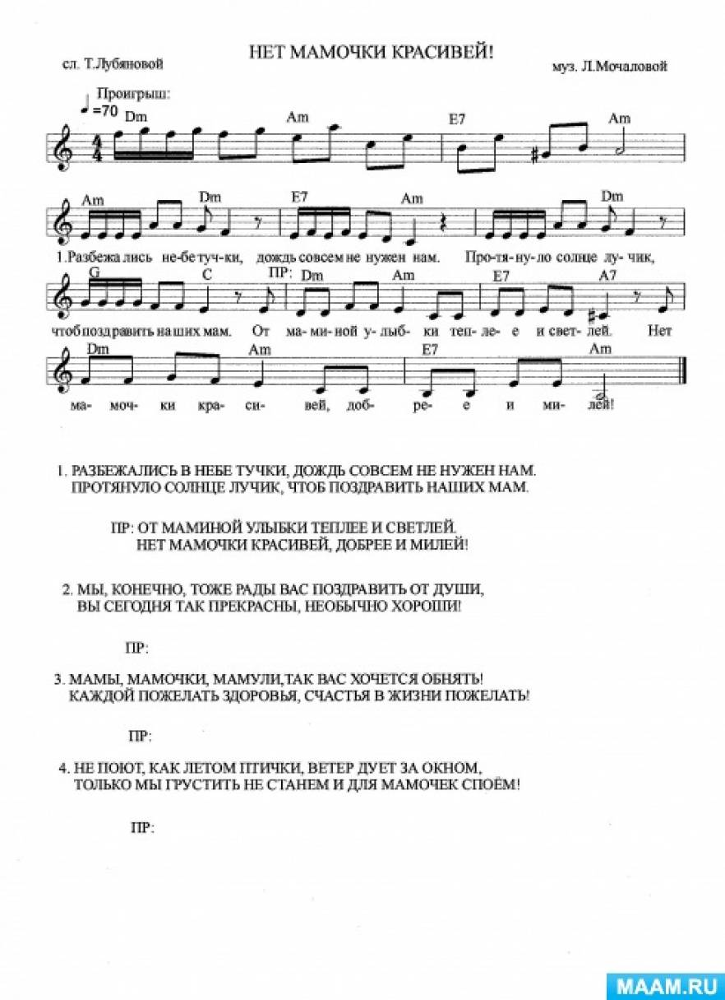 НЕТ МАМОЧКИ КРАСИВЕЙ!
сл. Т.Лубяновой
муз. Л.Мочаловой
Проигрыш:
=70 Dm Am E7 Am
4
4
Am Dm E7 Am Dm
1.Разбежа лись не-бе туч-ки, дождь совсем не нужен нам. Про-тя-ну-ло солнце лу-чик,
G C ПР: Dm Am E7 A7
чтоб поздравить наших мам. От ма-ми-ной у-лыб-ки теп-ле-е и свет-лей. Нет
Dm Am E7 Am
ма- моч- ки кра- си- вей, доб- ре- е и ми- лей!
1. РАЗБЕЖАЛИСЬ В НЕБЕ ТУЧКИ, ДОЖДЬ СОВСЕМ НЕ НУЖЕН НАМ.
ПРОТЯНУЛО СОЛНЦЕ ЛУЧИК, ЧТОБ ПОЗДРАВИТЬ НАШИХ МАМ.
ПР: ОТ МАМИНОЙ УЛЫБКИ ТЕПЛЕЕ И СВЕТЛЕЙ.
НЕТ МАМОЧКИ КРАСИВЕЙ, ДОБРЕЕ И МИЛЕЙ!
2. МЫ, КОНЕЧНО, ТОЖЕ РАДЫ ВАС ПОЗДРАВИТЬ ОТ ДУШИ,
ВЫ СЕГОДНЯ ТАК ПРЕКРАСНЫ, НЕОБЫЧНО ХОРОШИ!
ПР:
3. МАМЫ, МАМОЧКИ, МАМУЛИ,ТАК ВАС ХОЧЕТСЯ ОБНЯТЬ!
КАЖДОЙ ПОЖЕЛАТЬ ЗДОРОВЬЯ, СЧАСТЬЯ В ЖИЗНИ ПОЖЕЛАТЬ!
ПР:
4. НЕ ПОЮТ, КАК ЛЕТОМ ПТИЧКИ, ВЕТЕР ДУЕТ ЗА ОКНОМ,
ТОЛЬКО МЫ ГРУСТИТЬ НЕ СТАНЕМ И ДЛЯ МАМОЧЕК СПОЁМ!
ПР:
MAAM.RU